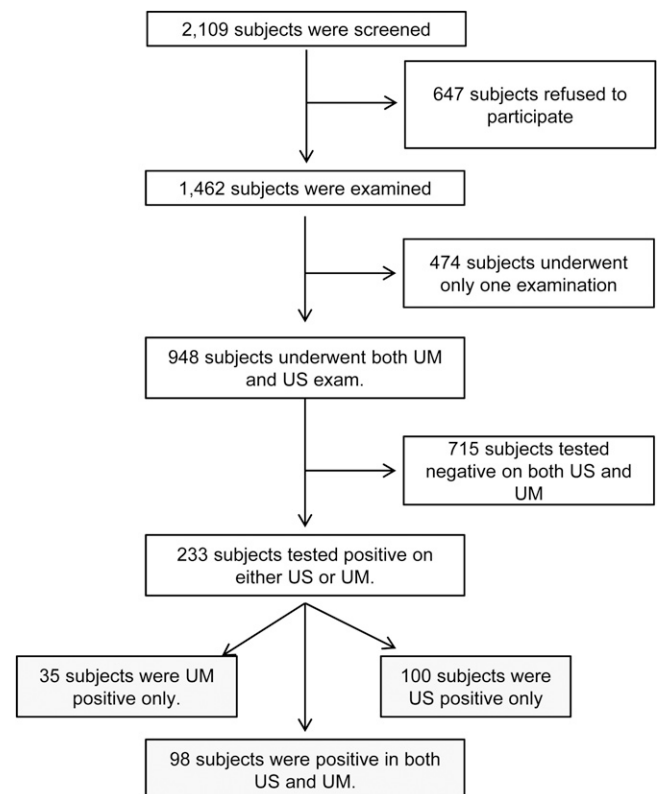 2,109 subjects were screened
647 subjects refused to
participate
1,462 subjects were examined
474 subjects underwent
only one examination
948 subjects underwent both UM
and US exam.
715 subjects tested
negative on both US and
UM
233 subjects tested positive on
either US or UM.
35 subjects were UM
positive only.
100 subjects were
US positive only
98 subjects were positive in both
US and UM.